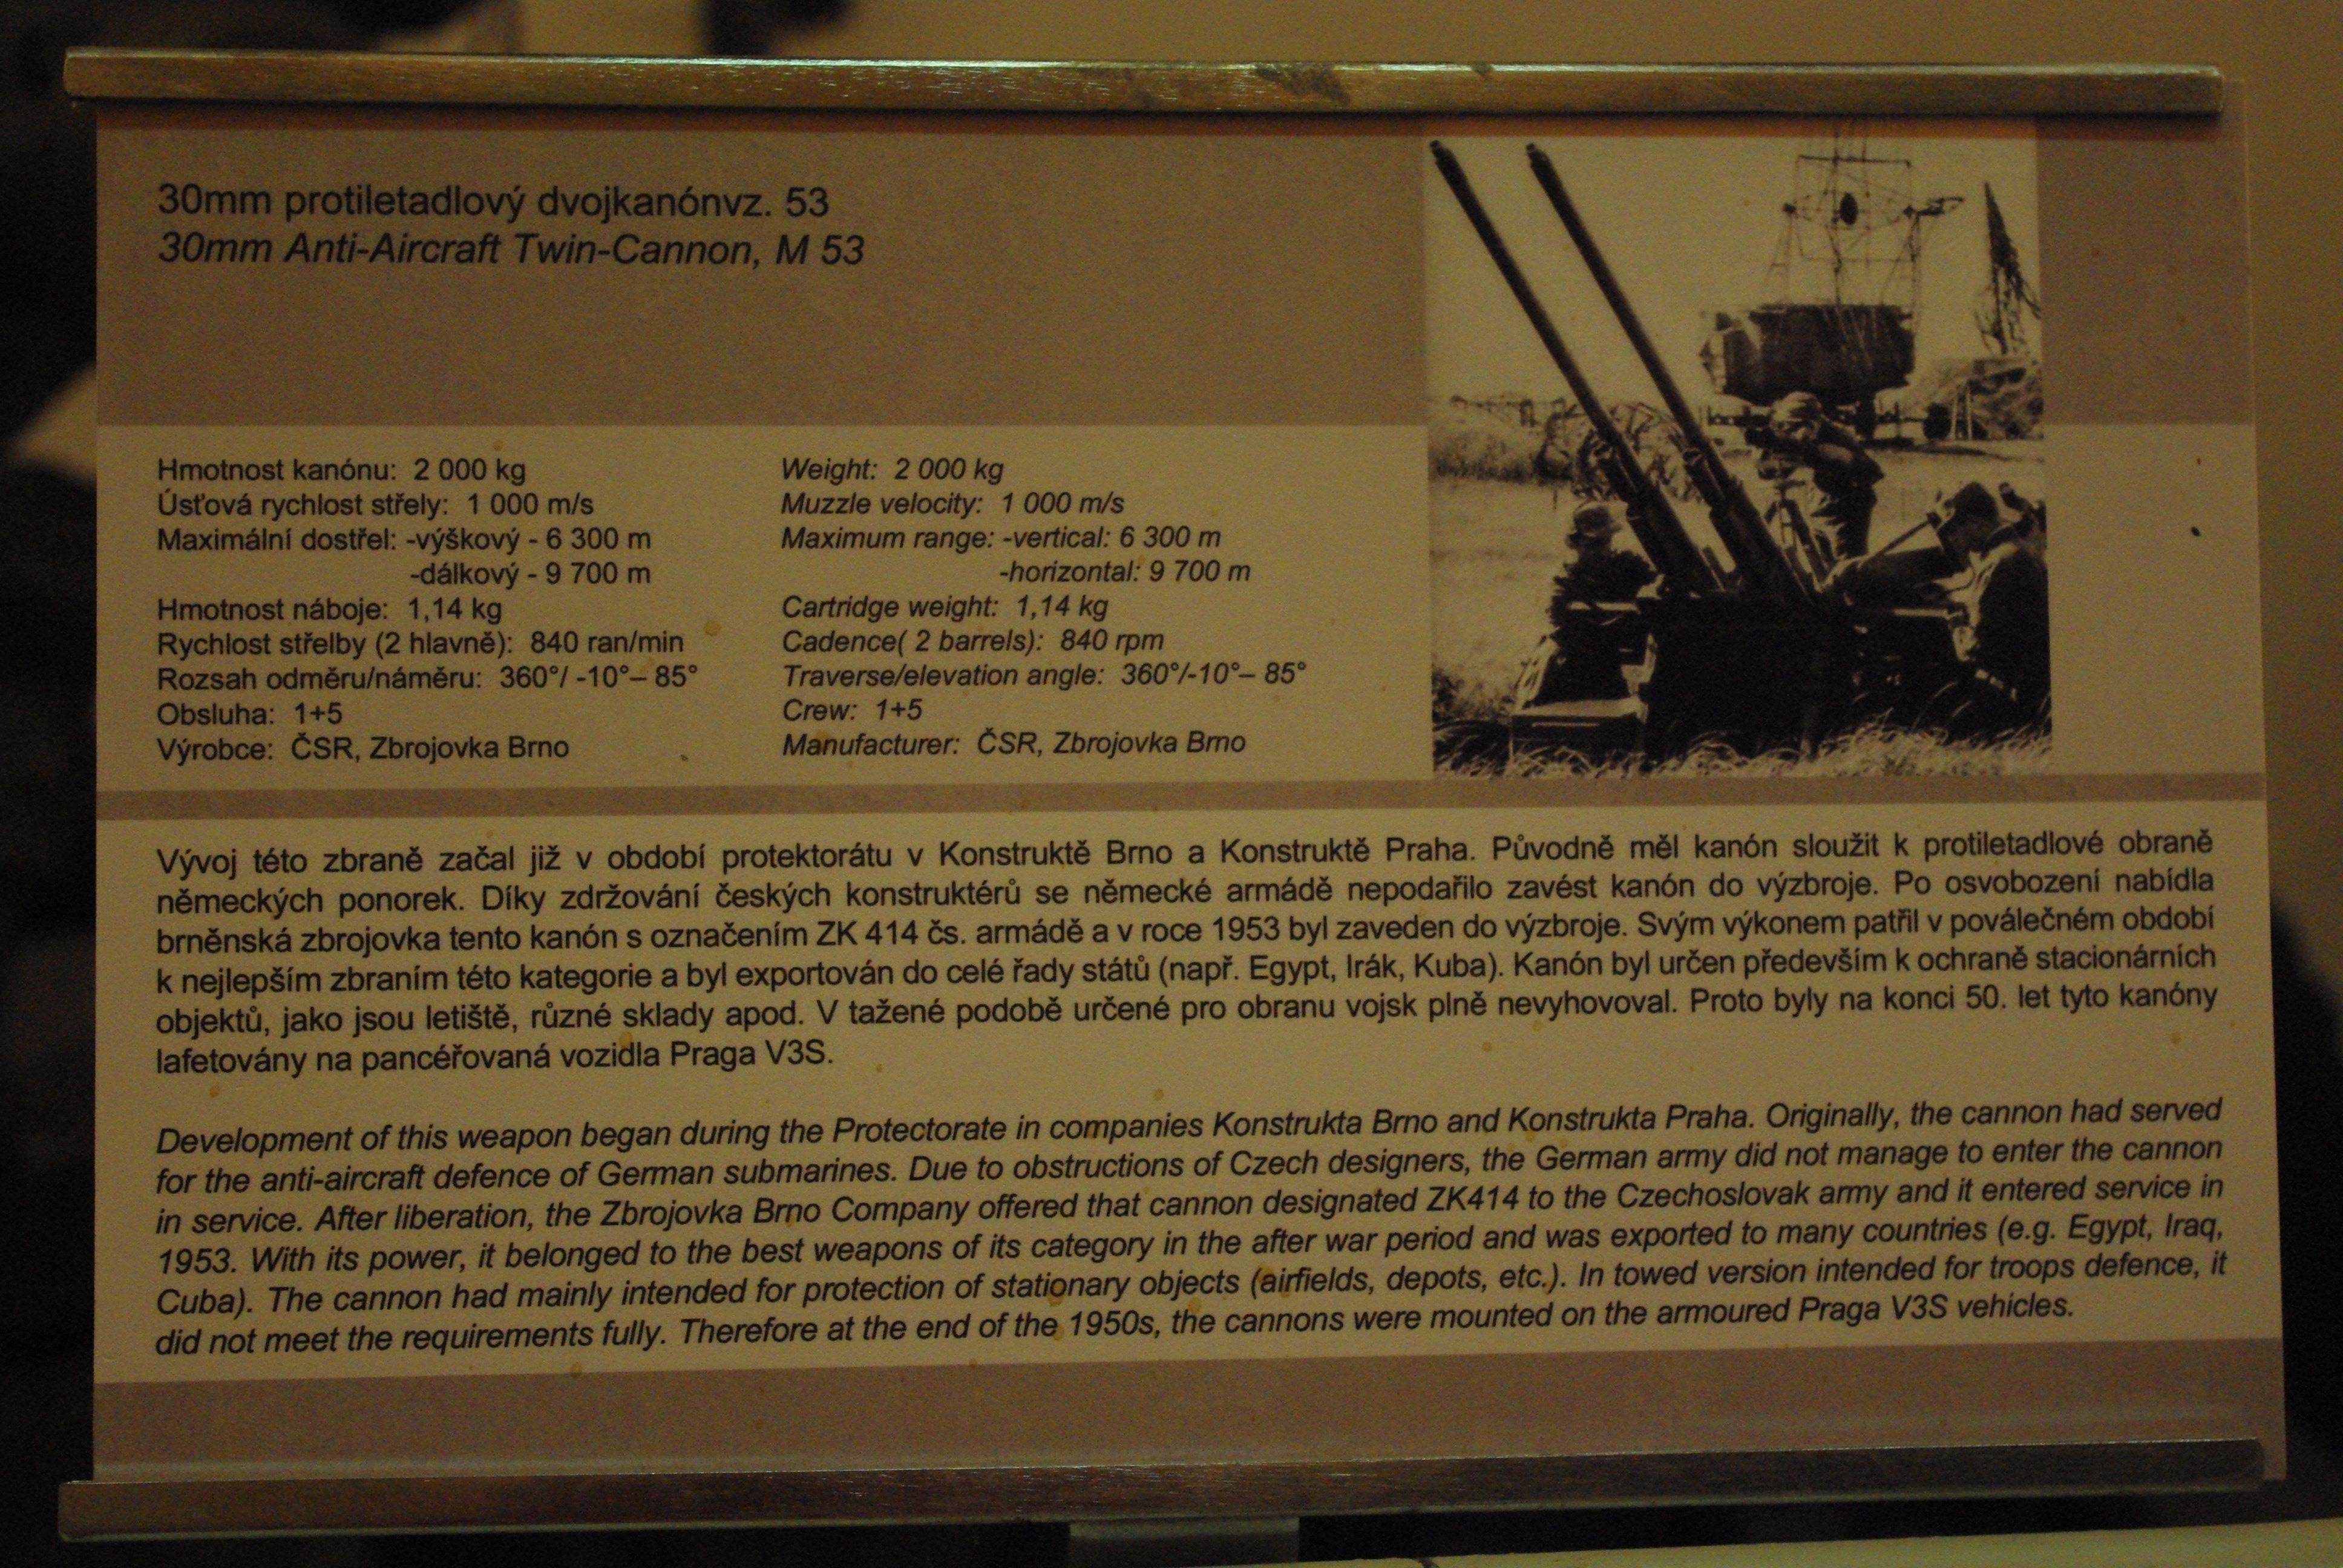 30mm protiletadlový dvojkanónvz. 53
30mm Anti-Aircraft Twin-Cannon, M 53
Hmotnost kanónu: 2 000 kg
Úsťová rychlost střely: 1 000 m/s
Maximální dostřel: -výškový - 6 300 m
-dálkový - 9 700 m
Hmotnost náboje: 1,14 kg
Rychlost střelby (2 hlavně): 840 ran/min
Rozsah odměru/náměru: 360°/ -10°– 85°
Obsluha: 1+5
Výrobce: ČSR, Zbrojovka Brno
Weight: 2 000 kg
Muzzle velocity: 1 000 m/s
Maximum range: -vertical: 6 300 m
-horizontal: 9 700 m
Cartridge weight: 1,14 kg
Cadence( 2 barrels): 840 rpm
Traverse/elevation angle: 360°/-10°– 85°
Crew: 1+5
Manufacturer: ČSR, Zbrojovka Brno
Vývoj této zbraně začal již v období protektorátu v Konstruktě Brno a Konstruktě Praha. Původně měl kanón sloužit k protiletadlové obraně
německých ponorek. Díky zdržování českých konstruktérů se německé armádě nepodařilo zavést kanón do výzbroje. Po osvobození nabídla
brněnská zbrojovka tento kanón s označením ZK 414 čs. armádě a v roce 1953 byl zaveden do výzbroje. Svým výkonem patřil v poválečném období
k nejlepším zbraním této kategorie a byl exportován do celé řady států (např. Egypt, Irák, Kuba). Kanón byl určen především k ochraně stacionárních
objektů, jako jsou letiště, různé sklady apod. V tažené podobě určené pro obranu vojsk plně nevyhovoval. Proto byly na konci 50. let tyto kanóny
lafetovány na pancéřovaná vozidla Praga V3S.
Development of this weapon began during the Protectorate in companies Konstrukta Brno and Konstrukta Praha. Originally, the cannon had served
for the anti-aircraft defence of German submarines. Due to obstructions of Czech designers, the German army did not manage to enter the cannon
in service. After liberation, the Zbrojovka Brno Company offered that cannon designated ZK414 to the Czechoslovak army and it entered service in
1953. With its power, it belonged to the best weapons of its category in the after war period and was exported to many countries (e.g. Egypt, Iraq,
Cuba). The cannon had mainly intended for protection of stationary objects (airfields, depots, etc.). In towed version intended for troops defence, it
did not meet the requirements fully. Therefore at the end of the 1950s, the cannons were mounted on the armoured Praga V3S vehicles.